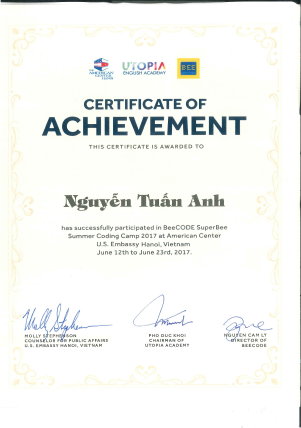 AMERICAN
CENTER
UTOPIA
ENGLISH ACADEMY
BEE
CERTIFICATE OF
ACHIEVEMENT
THIS CERTIFICATE IS AWARDED TO
Nguyễn Tuấn Anh
has successfully participated in BeeCODE SuperBee
Summer Coding Camp 2017 at American Center
U.S. Embassy Hanoi, Vietnam
June 12th to June 23rd, 2017.
MOLLY STEPHENSON
COUNSELOR FOR PUBLIC AFFAIRS
U.S. EMBASSY HANOI, VIETNAM
PHO DUC KHOI
CHAIRMAN OF
UTOPIA ACADEMY
NGUYEN CAM LY
DIRECTOR OF
BEECODE